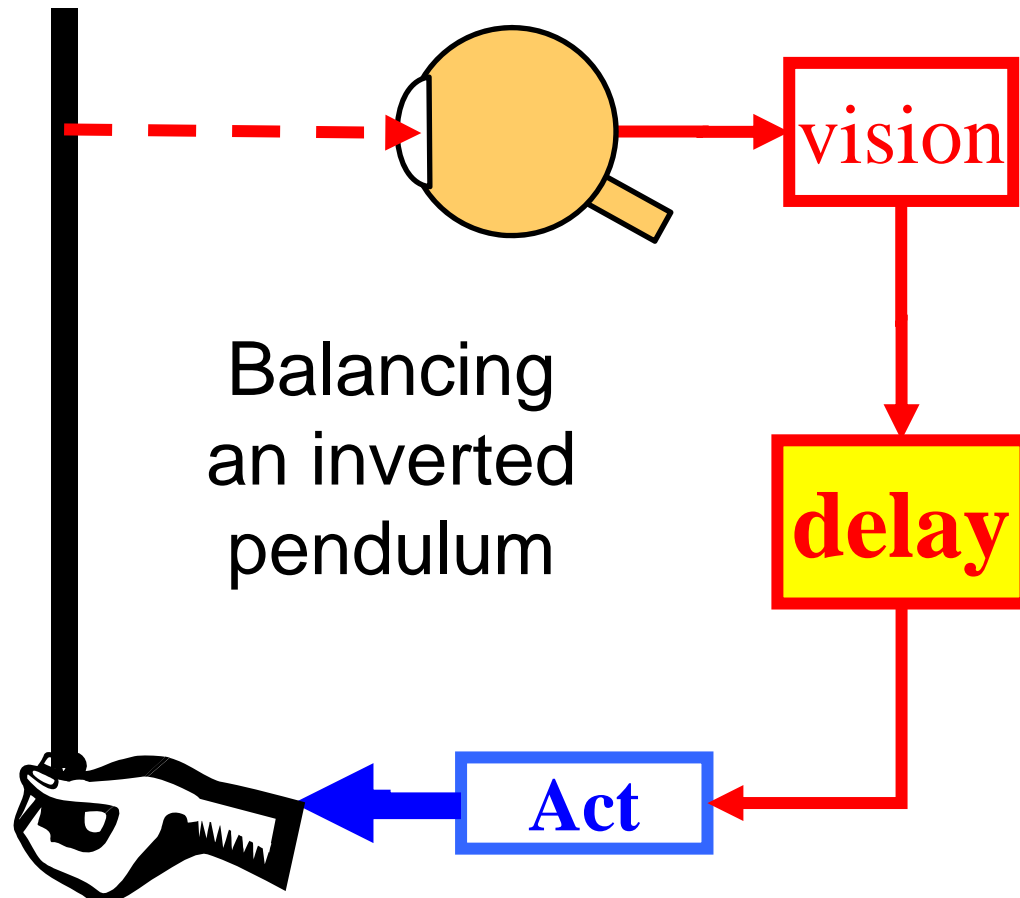 vision
Balancing
an inverted
pendulum
delay
Act